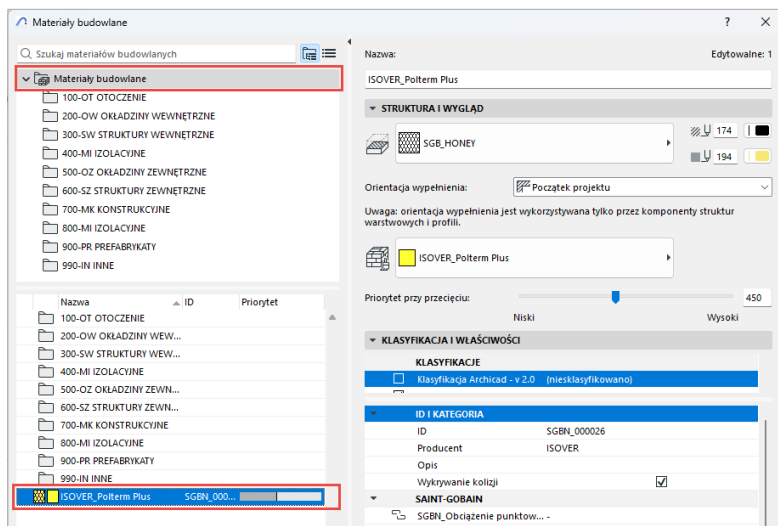 Materiały budowlane
? ×
Szukaj materiałów budowlanych
Materiały budowlane
100-OT OTOCZENIE
200-OW OKŁADZINY WEWNĘTRZNE
300-SW STRUKTURY WEWNĘTRZNE
400-MI IZOLACYJNE
500-OZ OKŁADZINY ZEWNĘTRZNE
600-SZ STRUKTURY ZEWNĘTRZNE
700-MK KONSTRUKCYJNE
800-MI IZOLACYJNE
900-PR PREFABRYKATY
990-IN INNE
Nazwa ID Priorytet
100-OT OTOCZENIE
200-OW OKŁADZINY WEW...
300-SW STRUKTURY WEW...
400-MI IZOLACYJNE
500-OZ OKŁADZINY ZEWN...
600-SZ STRUKTURY ZEWN...
700-MK KONSTRUKCYJNE
800-MI IZOLACYJNE
900-PR PREFABRYKATY
990-IN INNE
ISOVER_Polterm Plus SGBN_000...
Nazwa: Edytowalne: 1
ISOVER_Polterm Plus
STRUKTURA I WYGLĄD
SGB_HONEY
174
194
Orientacja wypełnienia: Początek projektu
Uwaga: orientacja wypełnienia jest wykorzystywana tylko przez komponenty struktur
warstwowych i profili.
ISOVER_Polterm Plus
Priorytet przy przecięciu: 450
Niski Wysoki
KLASYFIKACJA I WŁAŚCIWOŚCI
KLASYFIKACJE
Klasyfikacja Archicad - v 2.0 (niesklasyfikowano)
ID I KATEGORIA
ID SGBN_000026
Producent ISOVER
Opis
Wykrywanie kolizji
SAINT-GOBAIN
SGBN_Obciążenie punktow... -